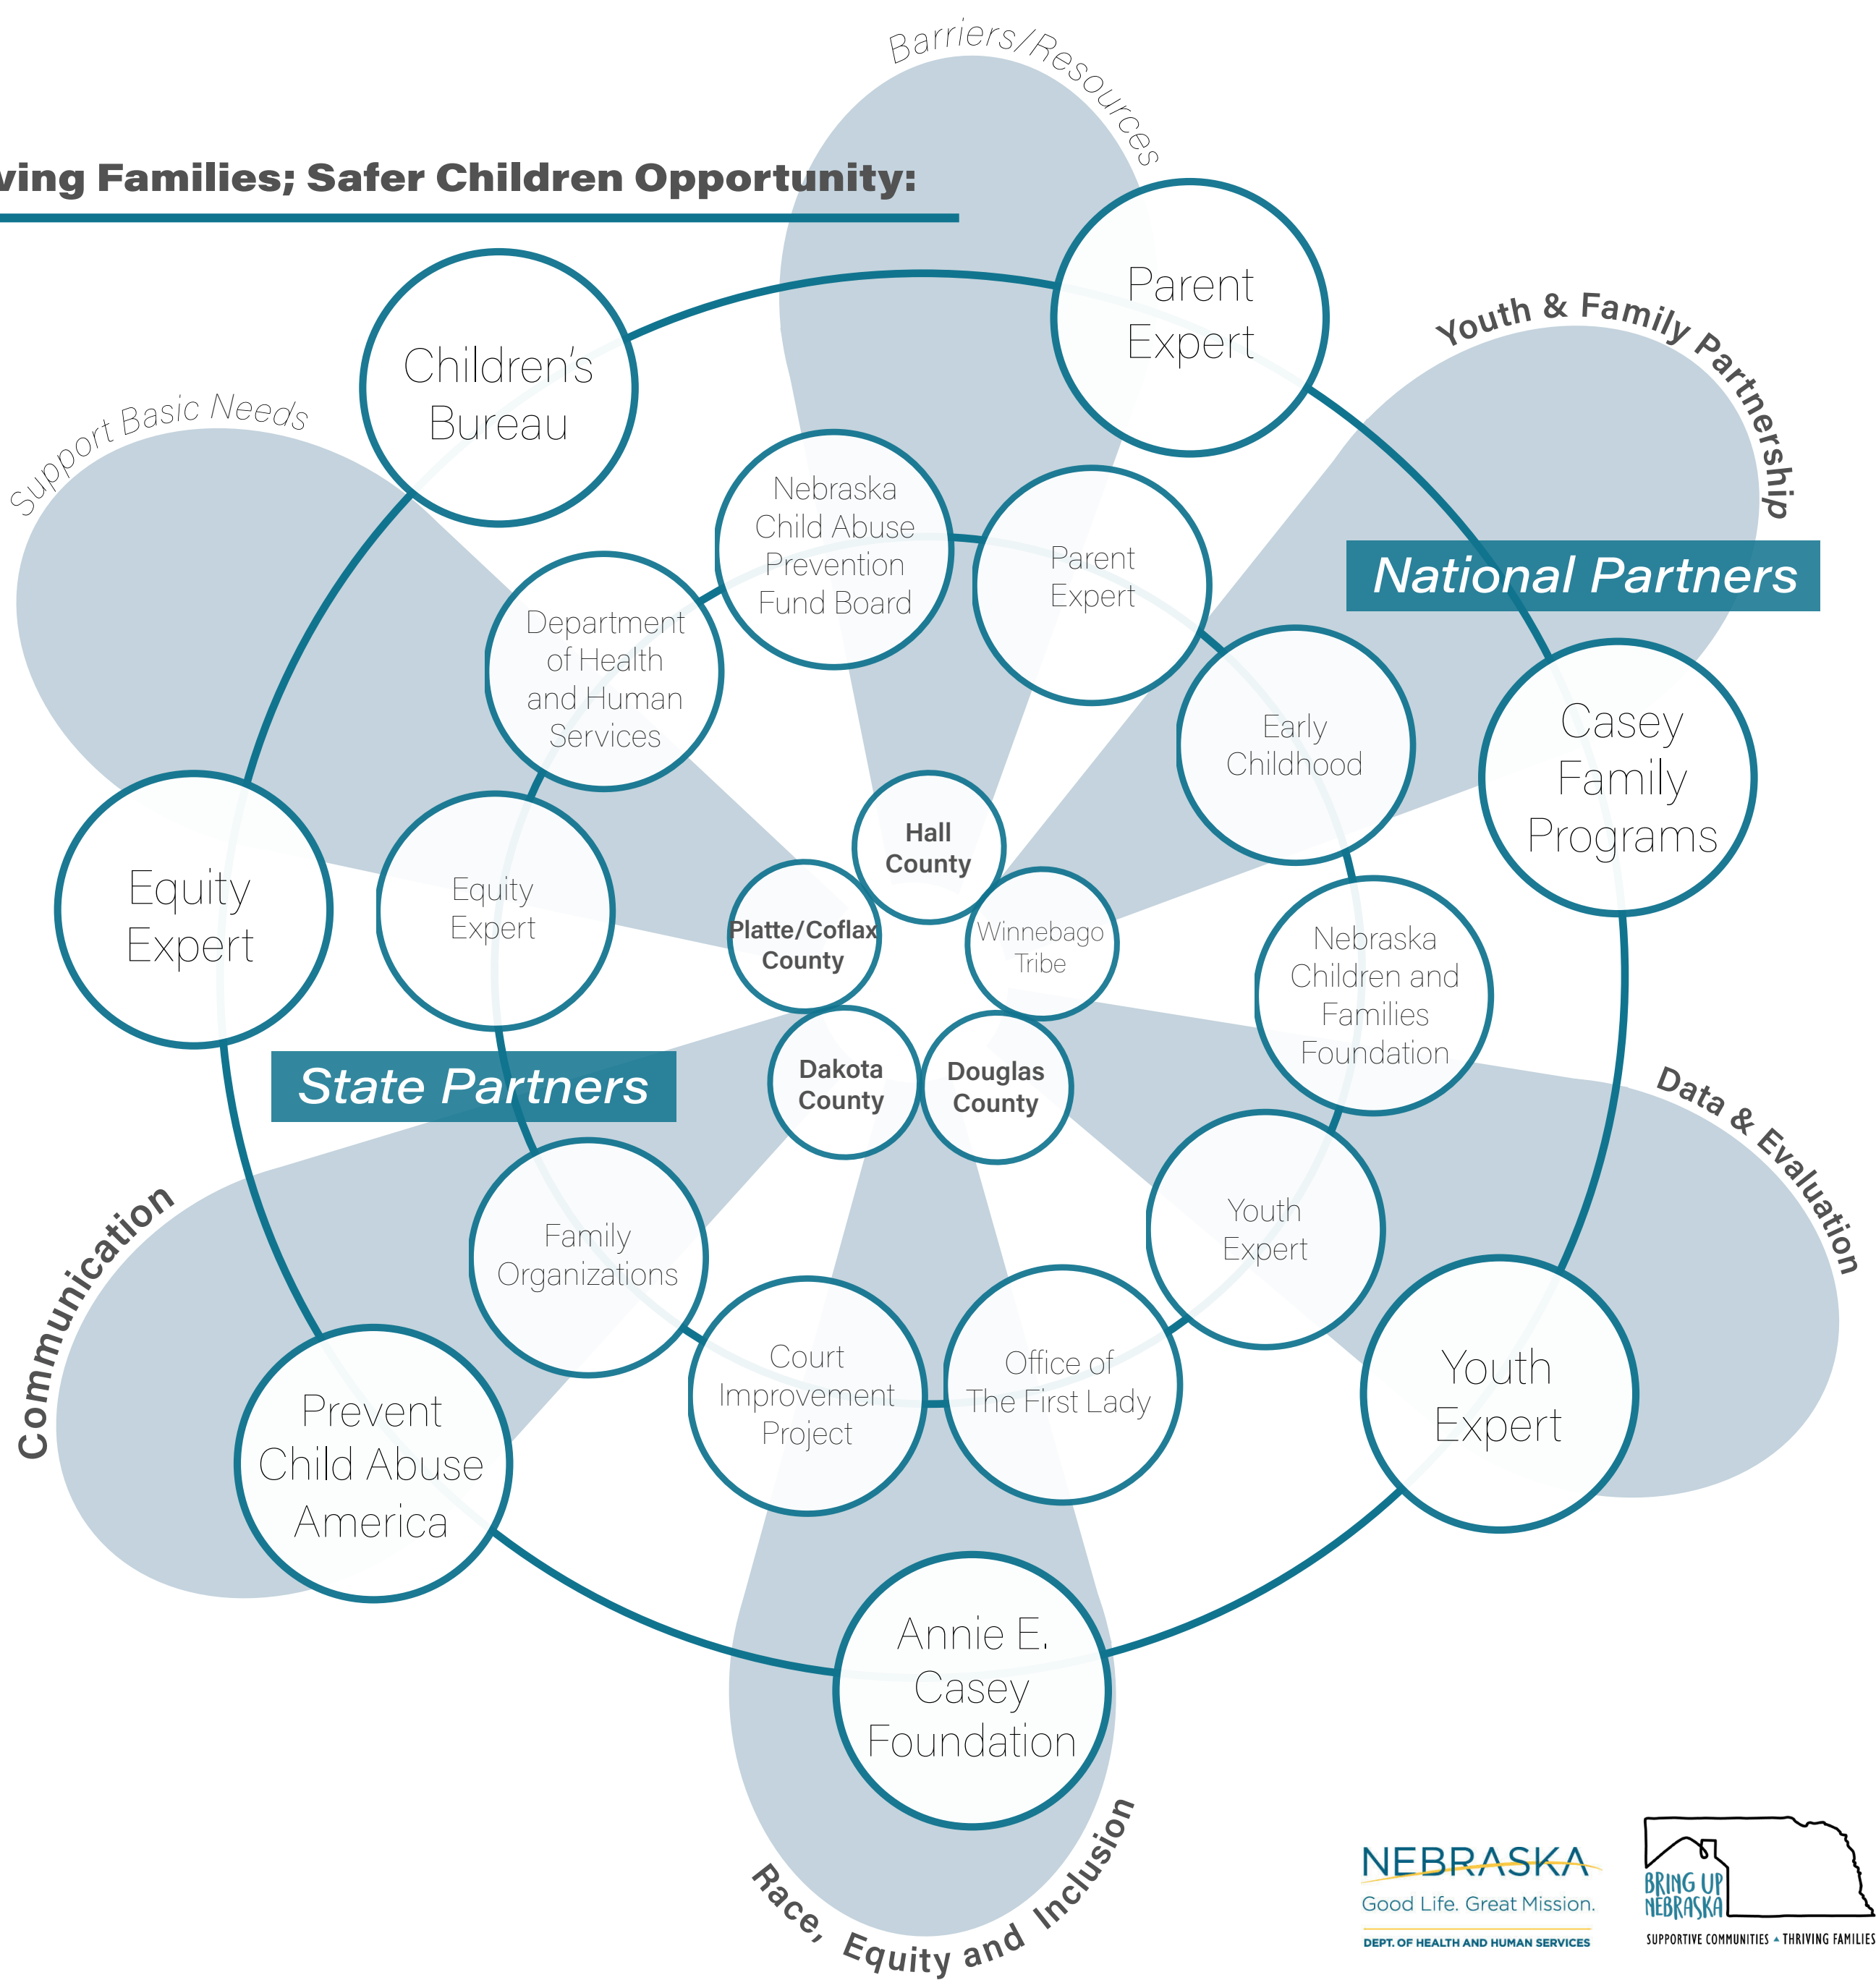 Barriers/Resources
ving Families; Safer Children Opportunity:
Parent
Expert
Youth & Family Partnership
Children's
Bureau
Support Basic Needs
Nebraska
Child Abuse
Prevention
Fund Board
Parent
Expert
National Partners
Department
of Health
and Human
Services
Early
Childhood
Casey
Family
Programs
Hall
County
Equity
Expert
Equity
Expert
Platte/Coflax
County
Winnebago
Tribe
Nebraska
Children and
Families
Foundation
State Partners
Dakota
County
Douglas
County
Data & Evaluation
Communication
Family
Organizations
Youth
Expert
Court
Improvement
Project
Office of
The First Lady
Youth
Expert
Prevent
Child Abuse
America
Annie E.
Casey
Foundation
Race, Equity and Inclusion
NEBRASKA
Good Life. Great Mission.
DEPT. OF HEALTH AND HUMAN SERVICES
BRING UP
NEBRASKA
SUPPORTIVE COMMUNITIES ▲ THRIVING FAMILIES